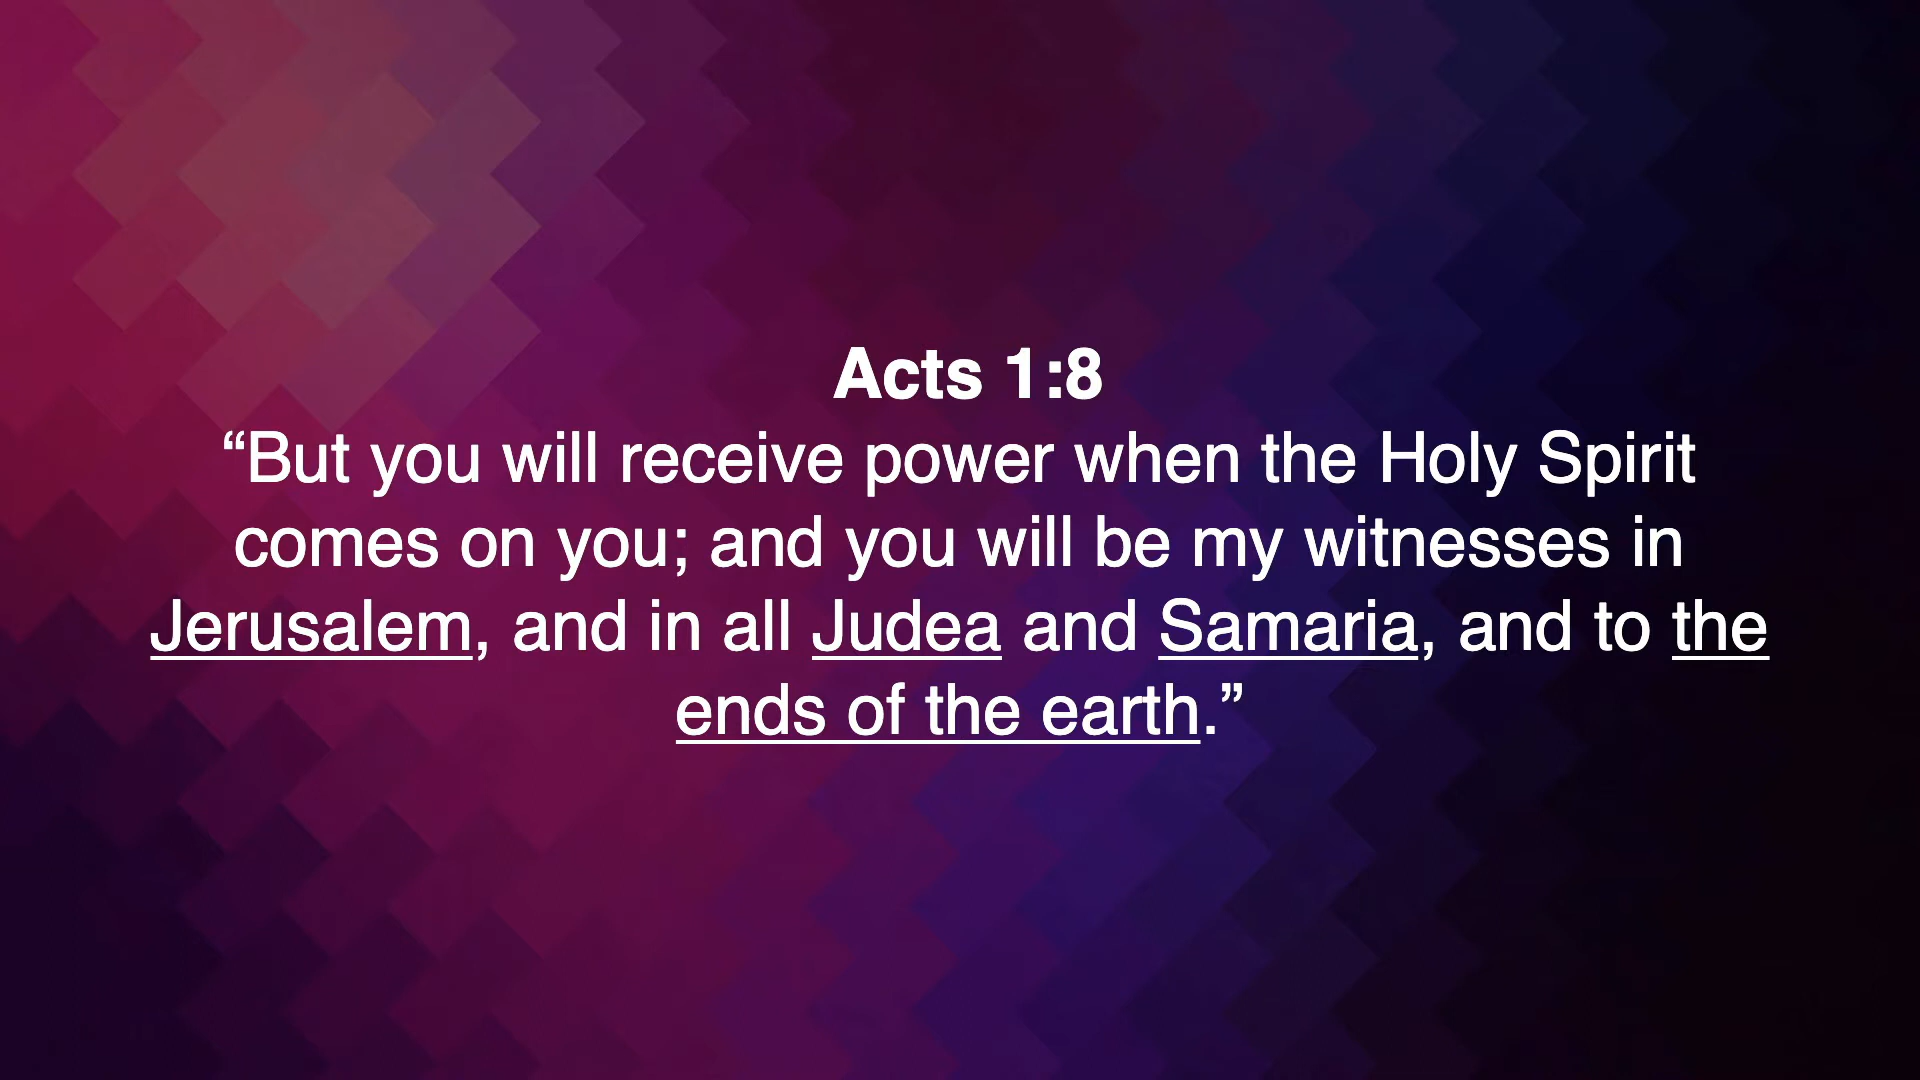 Acts 1:8
“But you will receive power when the Holy Spirit
comes on you; and you will be my witnesses in
Jerusalem, and in all Judea and Samaria, and to the
ends of the earth.”